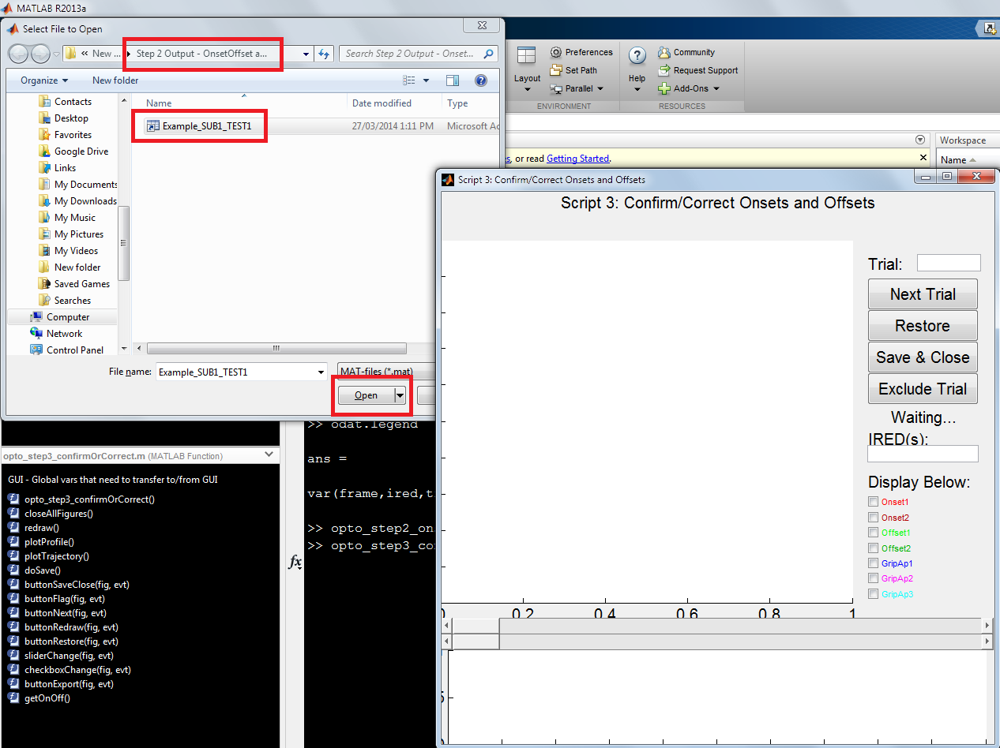 MATLAB R2013a
Select File to Open
« New ... ▸ Step 2 Output - OnsetOffset a...
Search Step 2 Output - Onset...
Organize
New folder
Contacts
Desktop
Favorites
Google Drive
Links
My Documents
My Downloads
My Music
My Pictures
My Videos
New folder
Saved Games
Searches
Computer
Network
Control Panel
Name
Date modified
Type
Example_SUB1_TEST1
27/03/2014 1:11 PM
Microsoft Ac
File name:
Example_SUB1_TEST1
MAT-files (*.mat)
Open
Layout
Preferences
Set Path
Parallel
ENVIRONMENT
Help
Community
Request Support
Add-Ons
RESOURCES
Workspace
Name
s, or read Getting Started.
Script 3: Confirm/Correct Onsets and Offsets
Script 3: Confirm/Correct Onsets and Offsets
Trial:
Next Trial
Restore
Save & Close
Exclude Trial
Waiting...
IRED(s):
Display Below:
Onset1
Onset2
Offset1
Offset2
GripAp1
GripAp2
GripAp3
0 0.2 0.4 0.6 0.8 1
5
0
opto_step3_confirmOrCorrect.m (MATLAB Function)
GUI - Global vars that need to transfer to/from GUI
opto_step3_confirmOrCorrect()
closeAllFigures()
redraw()
plotProfile()
plotTrajectory()
doSave()
buttonSaveClose(fig, evt)
buttonFlag(fig, evt)
buttonNext(fig, evt)
buttonRedraw(fig, evt)
buttonRestore(fig, evt)
sliderChange(fig, evt)
checkboxChange(fig, evt)
buttonExport(fig, evt)
getOnOff()
>> odat.legend
ans =
var(frame,ired,t
>> opto_step2_on
>> opto_step3_co
fx